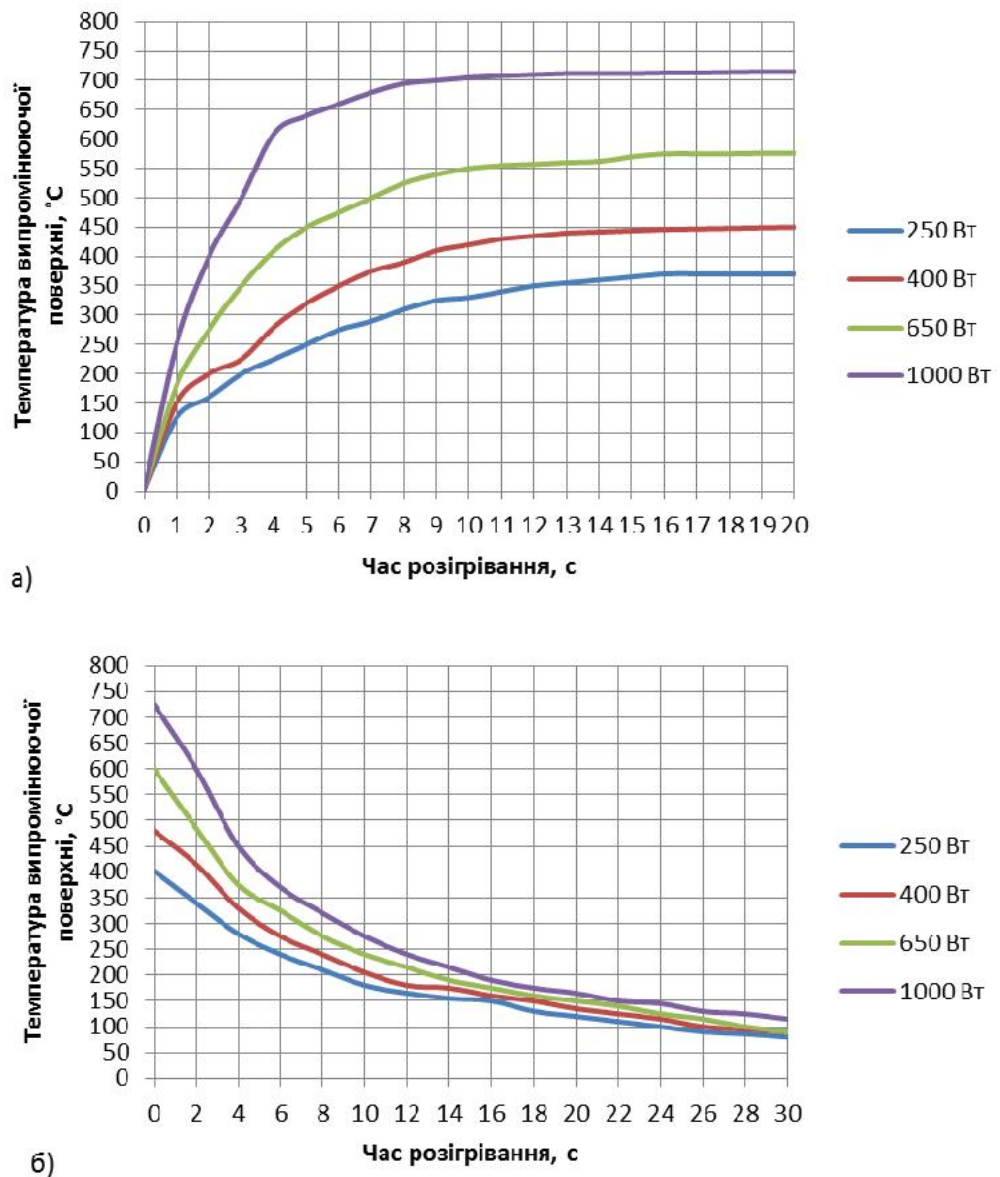 800
750
700
650
600
550
500
450
400
350
300
250
200
150
100
50
0
Температура випромінюючої
поверхні, °C
0 1 2 3 4 5 6 7 8 9 10 11 12 13 14 15 16 17 18 19 20
Час розігрівання, с
250 Вт
400 Вт
650 Вт
1000 Вт
а)
800
750
700
650
600
550
500
450
400
350
300
250
200
150
100
50
0
Температура випромінюючої
поверхні, °C
0 2 4 6 8 10 12 14 16 18 20 22 24 26 28 30
Час розігрівання, с
250 Вт
400 Вт
650 Вт
1000 Вт
б)